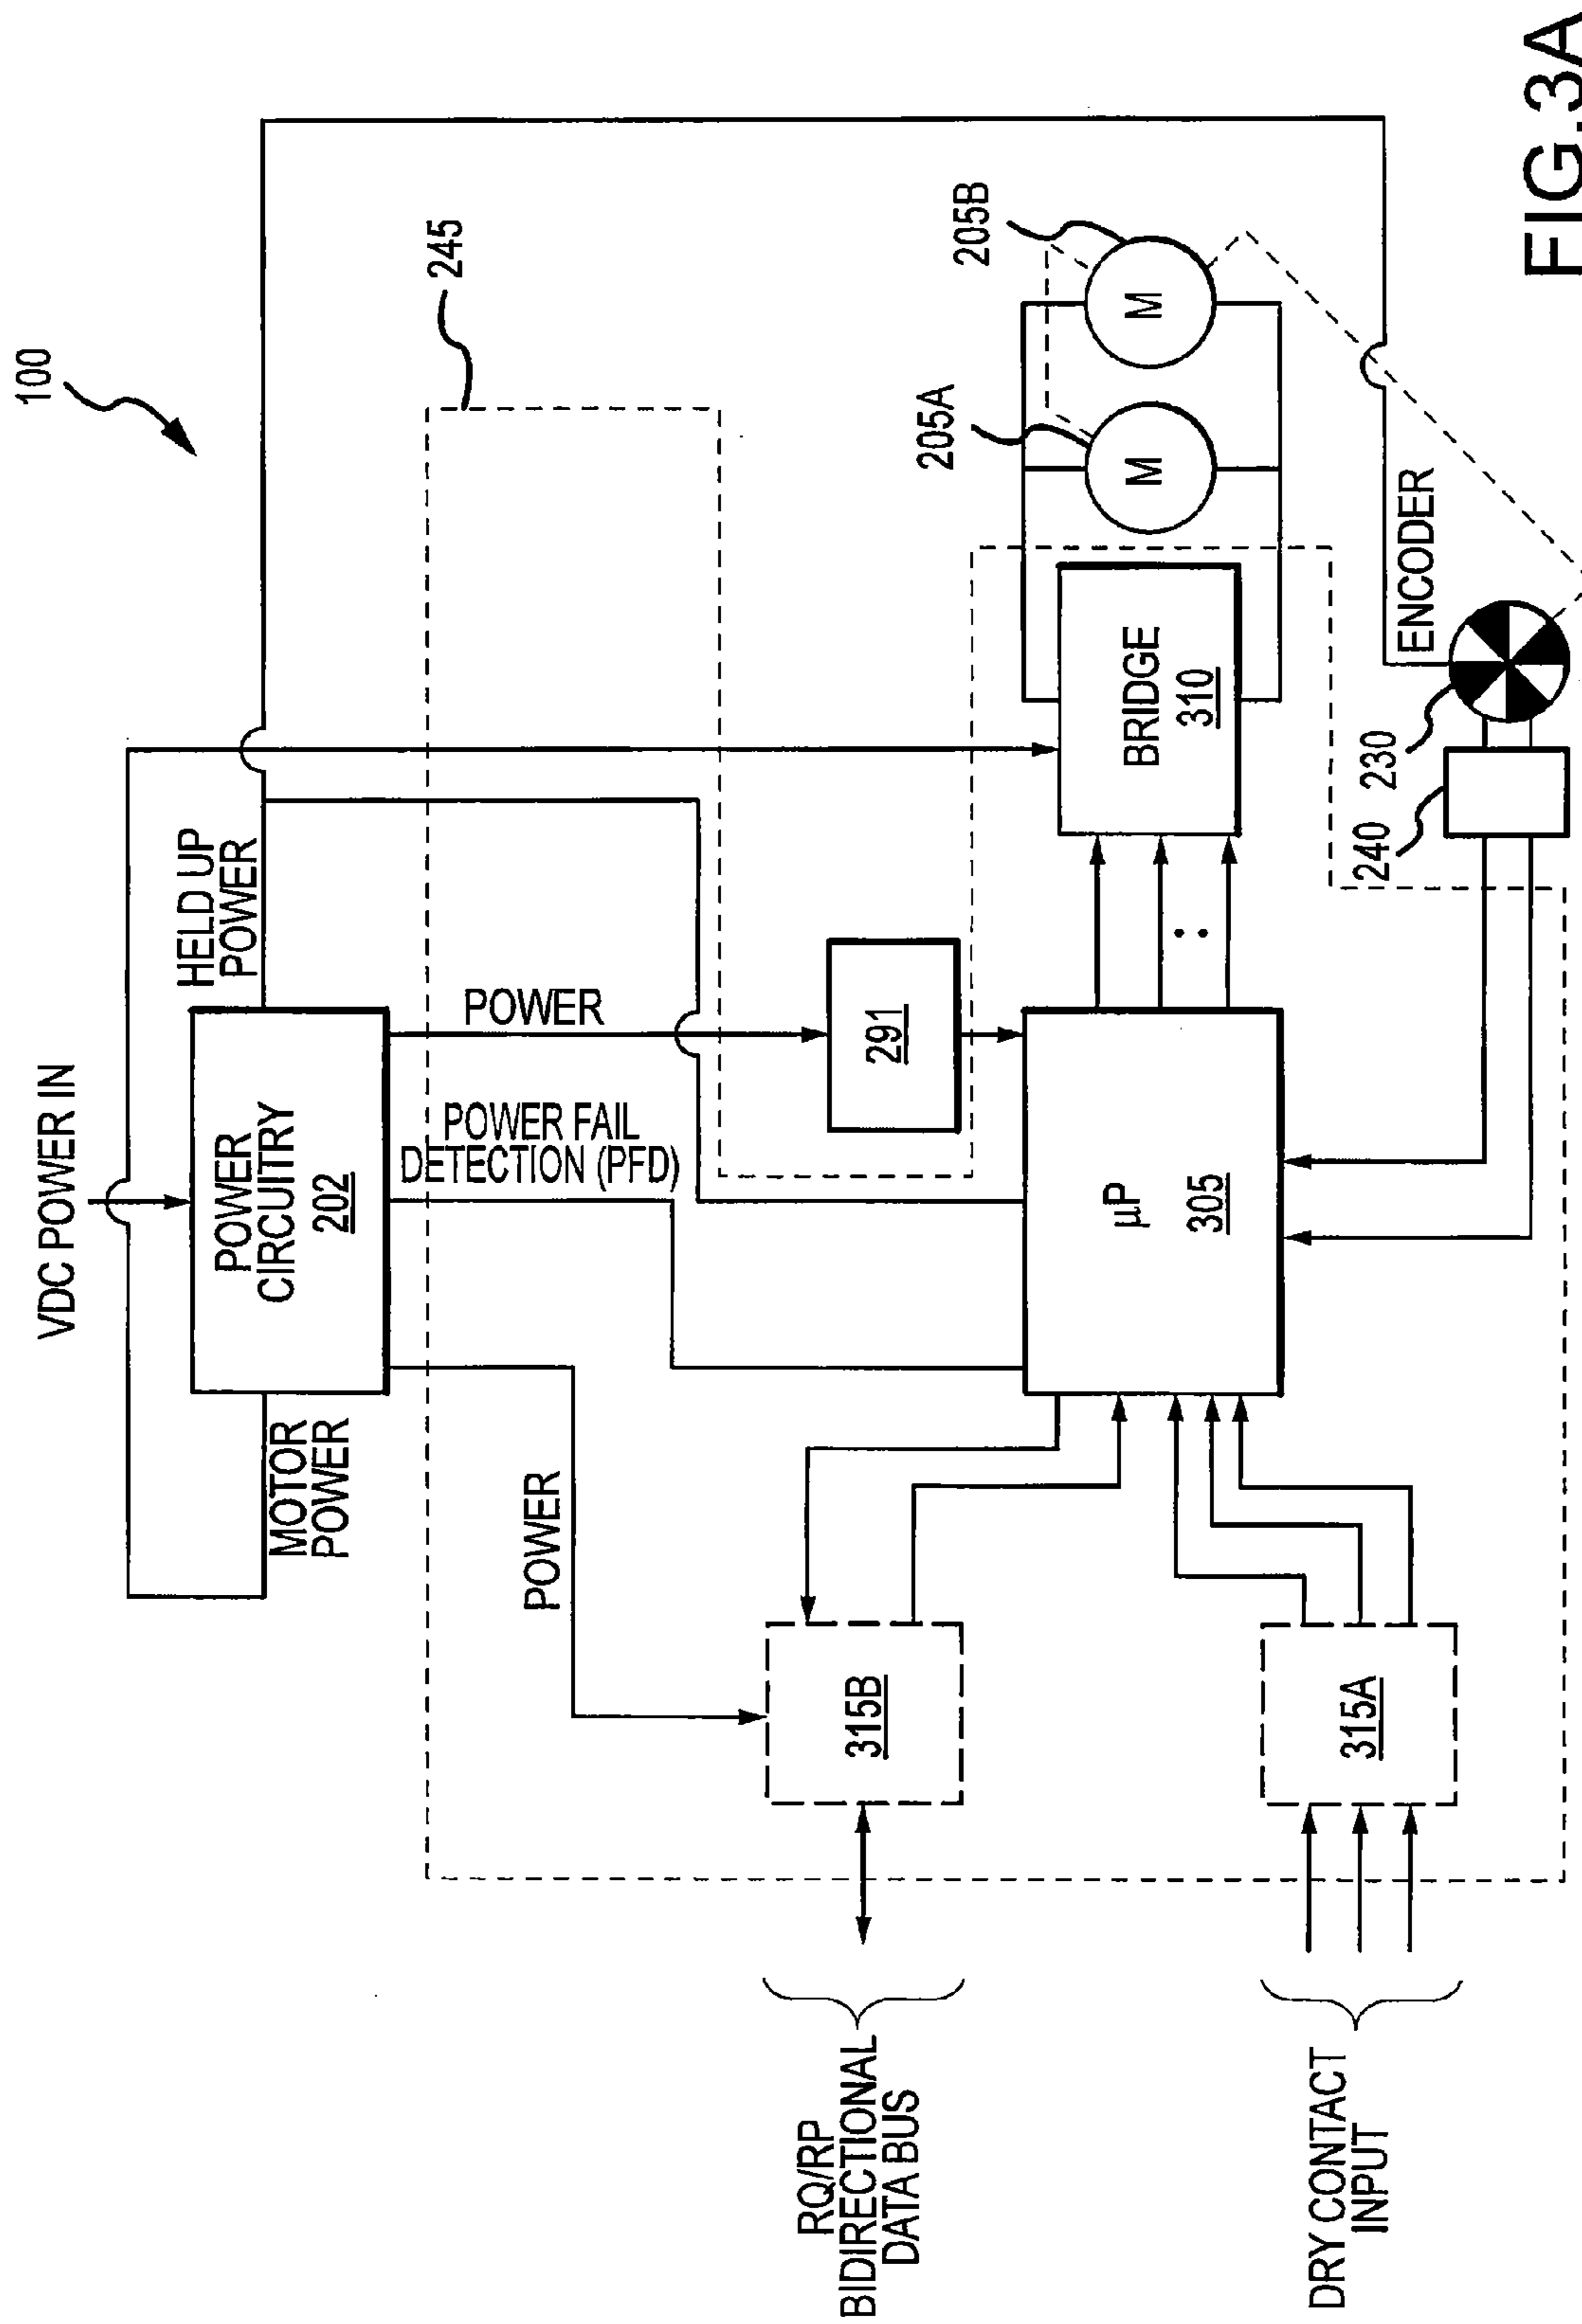 100
VDC POWER IN
HELD UP
POWER
POWER
CIRCUITRY
202
MOTOR
POWER
245
POWER
POWER FAIL
DETECTION (PFD)
POWER
291
205B
205A
M
M
BRIDGE
310
µP
305
315B
315A
RQ/RP
BIDIRECTIONAL
DATA BUS
DRY CONTACT
INPUT
ENCODER
230
240
FIG.3A